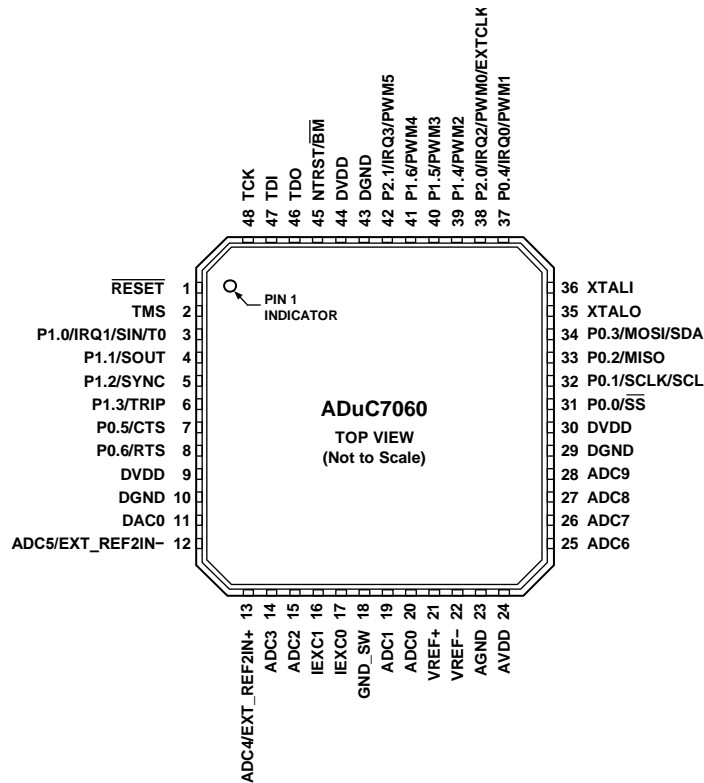 48 TCK
47 TDI
46 TDO
45 NTRST/BM
44 DVDD
43 DGND
42 P2.1/IRQ3/PWM5
41 P1.6/PWM4
40 P1.5/PWM3
39 P1.4/PWM2
38 P2.0/IRQ2/PWM0/EXTCLK
37 P0.4/IRQ0/PWM1
RESET 1
TMS 2
P1.0/IRQ1/SIN/T0 3
P1.1/SOUT 4
P1.2/SYNC 5
P1.3/TRIP 6
P0.5/CTS 7
P0.6/RTS 8
DVDD 9
DGND 10
DAC0 11
ADC5/EXT_REF2IN− 12
PIN 1
INDICATOR
ADuC7060
TOP VIEW
(Not to Scale)
36 XTALI
35 XTALO
34 P0.3/MOSI/SDA
33 P0.2/MISO
32 P0.1/SCLK/SCL
31 P0.0/SS
30 DVDD
29 DGND
28 ADC9
27 ADC8
26 ADC7
25 ADC6
ADC4/EXT_REF2IN+ 13
ADC3 14
ADC2 15
IEXC1 16
IEXC0 17
GND_SW 18
ADC1 19
ADC0 20
VREF+ 21
VREF− 22
AGND 23
AVDD 24